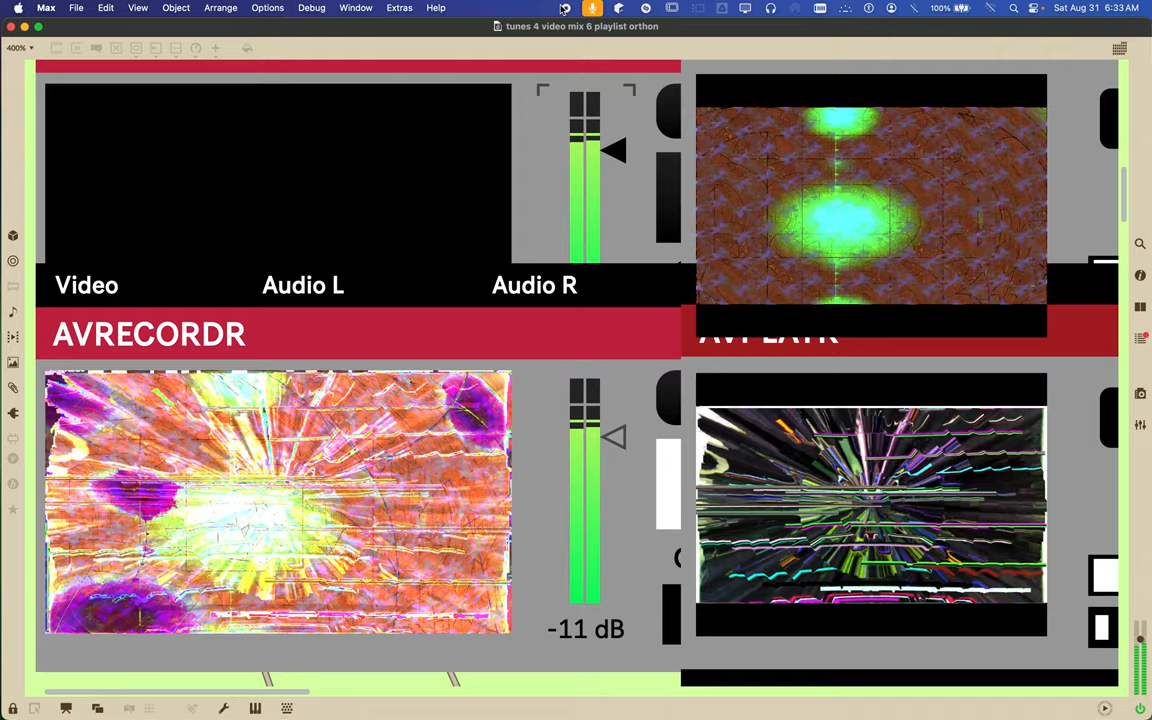 Max File Edit View Object Arrange Options Debug Window Extras Help 100% Sat Aug 31 6:33 AM
tunes 4 video mix 6 playlist orthon
400%
Video Audio L Audio R
AVRECORDR
-11 dB